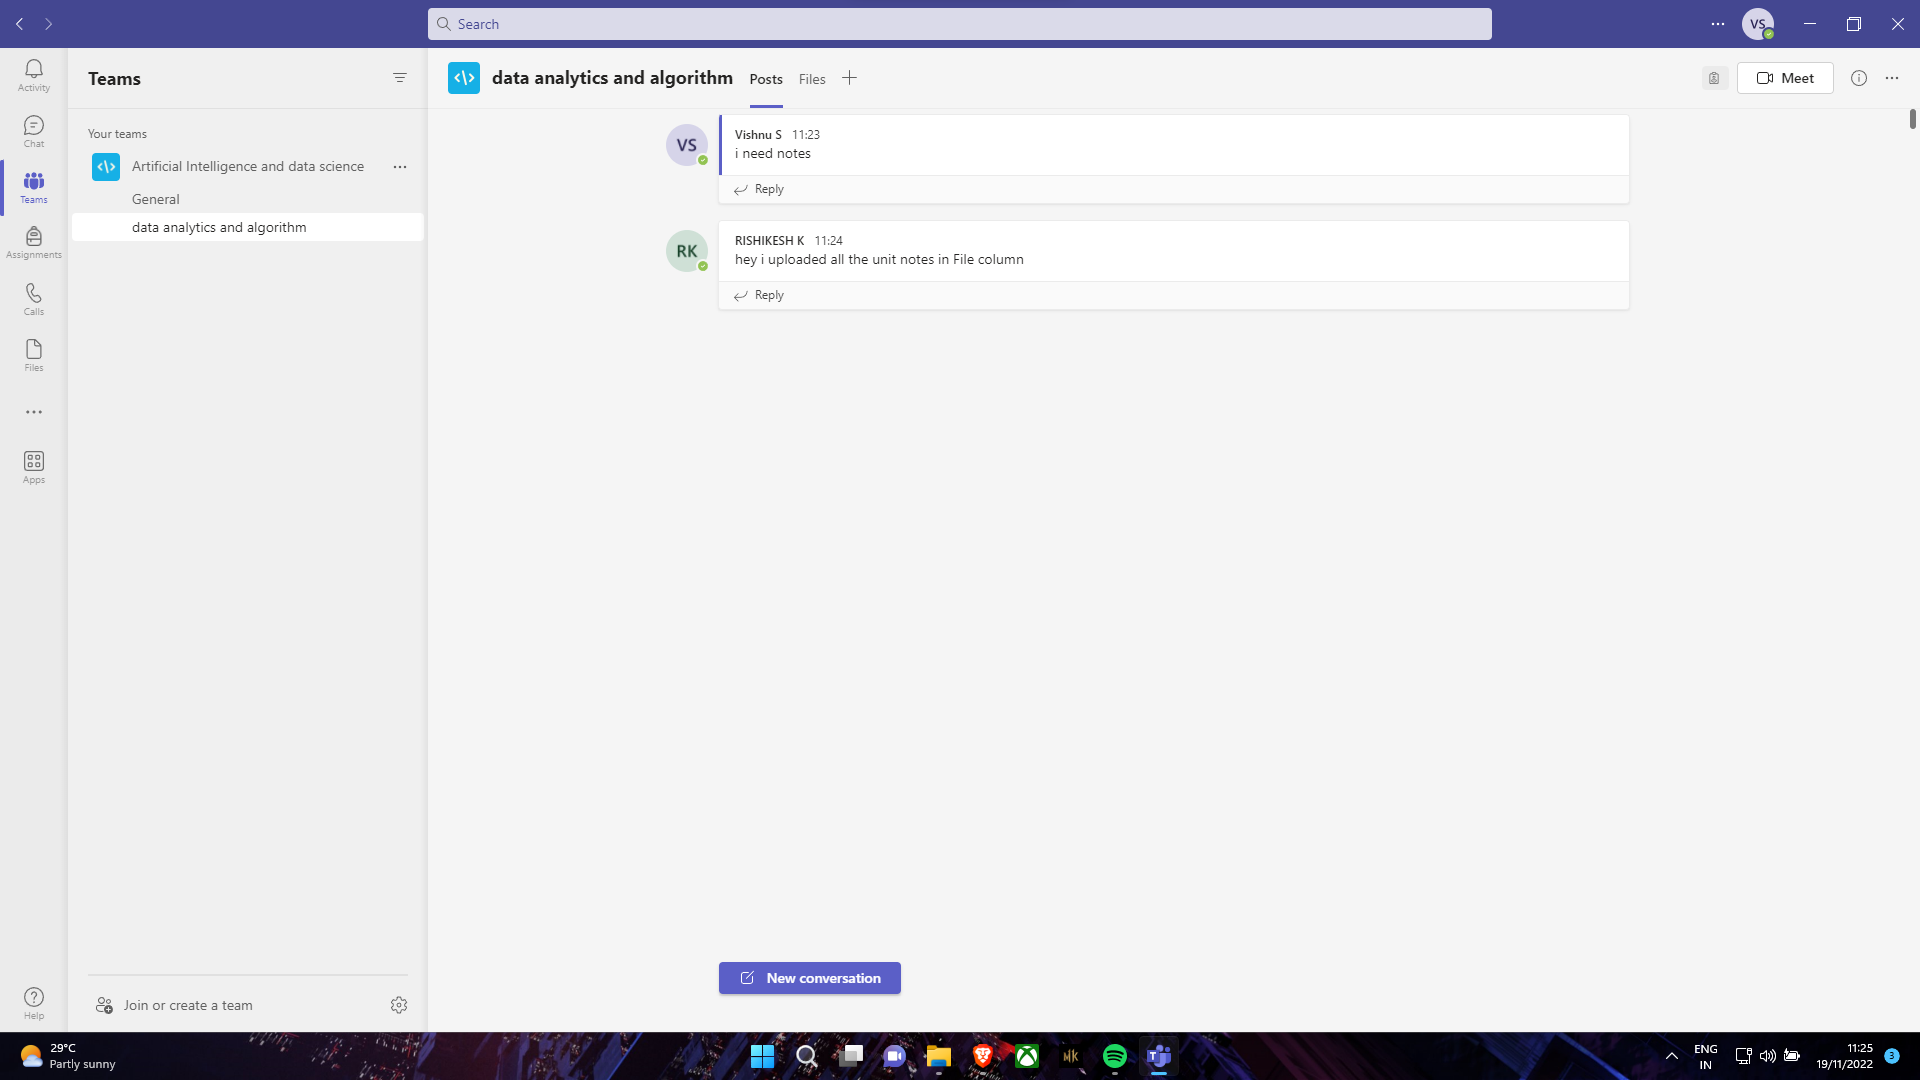 Search
VS
Activity
Chat
Teams
Assignments
Calls
Files
Apps
Help
Teams
Your teams
Artificial Intelligence and data science
General
data analytics and algorithm
Join or create a team
data analytics and algorithm
Posts
Files
Meet
VS
Vishnu S 11:23
i need notes
Reply
RK
RISHIKESH K 11:24
hey i uploaded all the unit notes in File column
Reply
New conversation
29°C
Partly sunny
MK
T
ENG
IN
11:25
19/11/2022
3